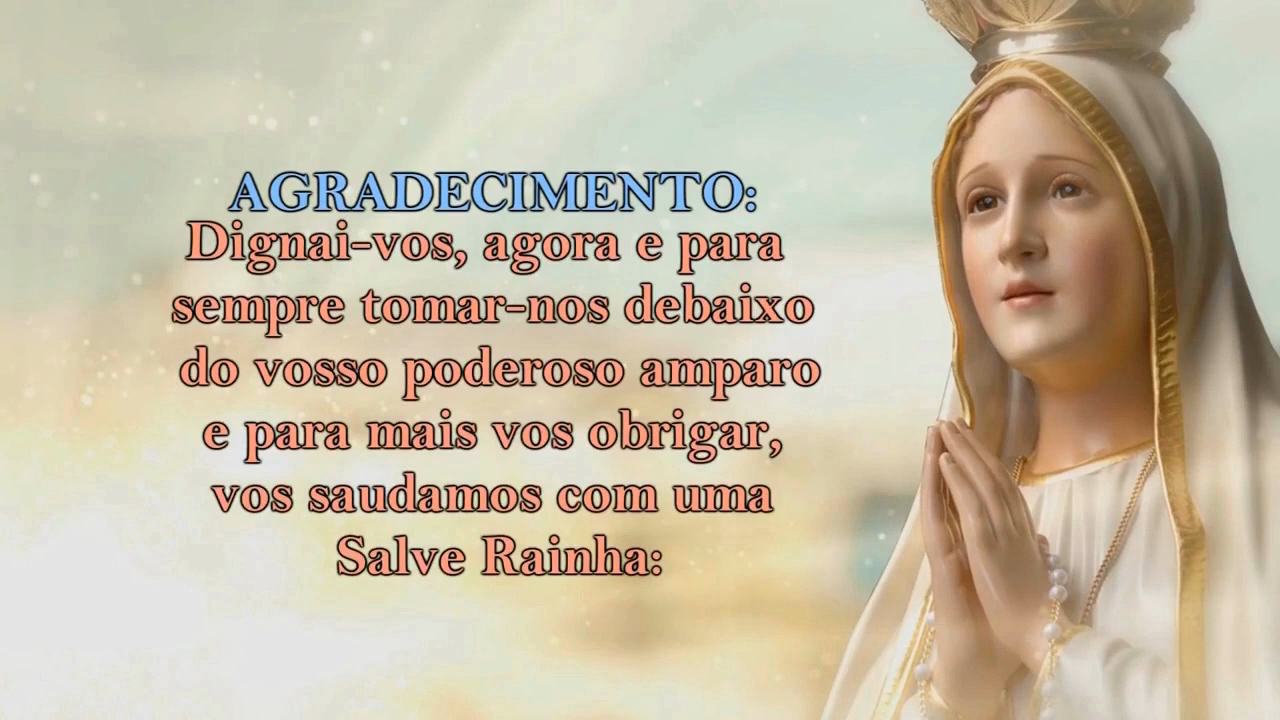 AGRADECIMENTO:
Dignai-vos, agora e para
sempre tomar-nos debaixo
do vosso poderoso amparo
e para mais vos obrigar,
vos saudamos com uma
Salve Rainha: